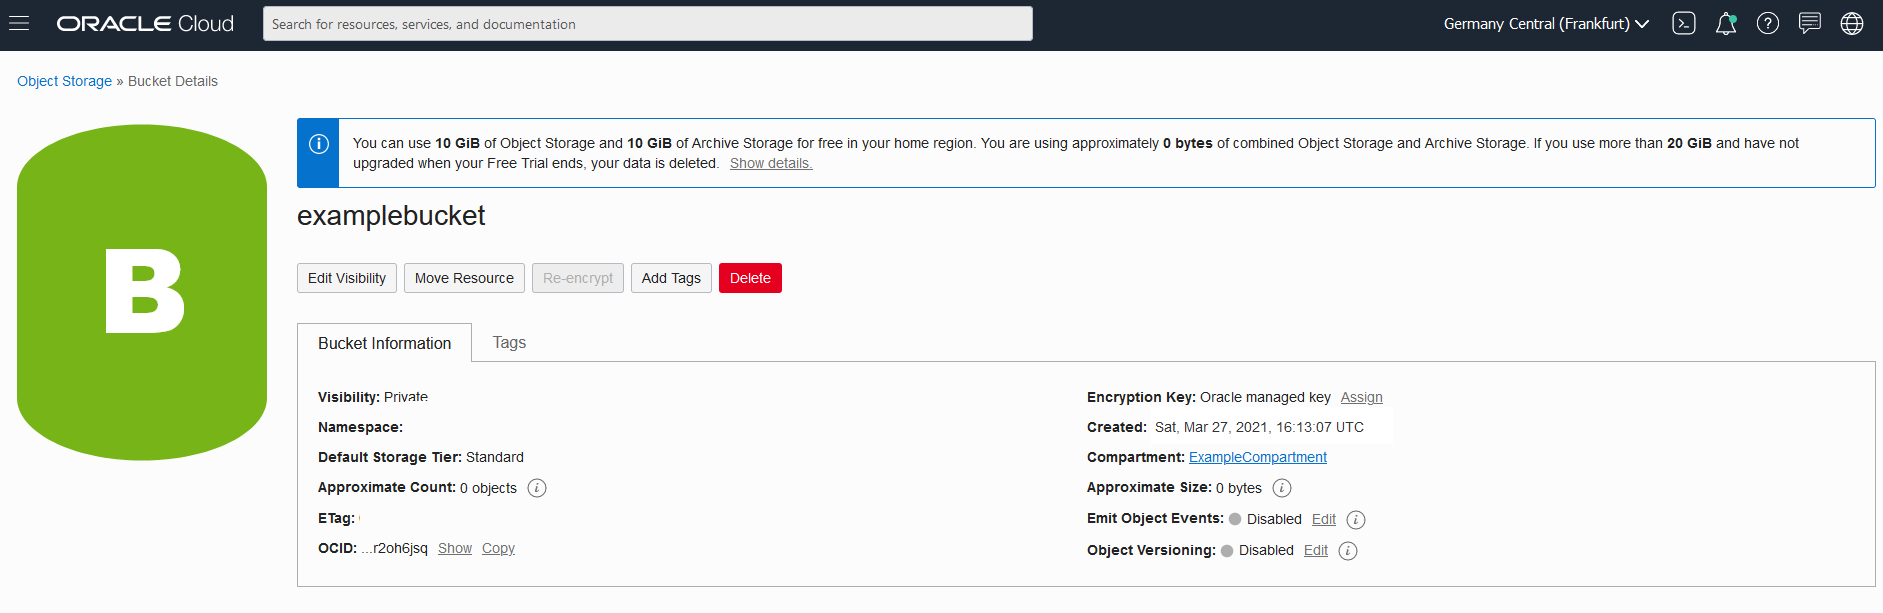 ORACLE Cloud
Search for resources, services, and documentation
Germany Central (Frankfurt)
Object Storage » Bucket Details
B
You can use 10 GiB of Object Storage and 10 GiB of Archive Storage for free in your home region. You are using approximately 0 bytes of combined Object Storage and Archive Storage. If you use more than 20 GiB and have not
upgraded when your Free Trial ends, your data is deleted. Show details.
examplebucket
Edit Visibility
Move Resource
Re-encrypt
Add Tags
Delete
Bucket Information
Tags
Visibility: Private
Namespace:
Default Storage Tier: Standard
Approximate Count: 0 objects
ETag:
OCID: ...r2oh6jsq Show Copy
Encryption Key: Oracle managed key Assign
Created: Sat, Mar 27, 2021, 16:13:07 UTC
Compartment: ExampleCompartment
Approximate Size: 0 bytes
Emit Object Events: Disabled Edit
Object Versioning: Disabled Edit